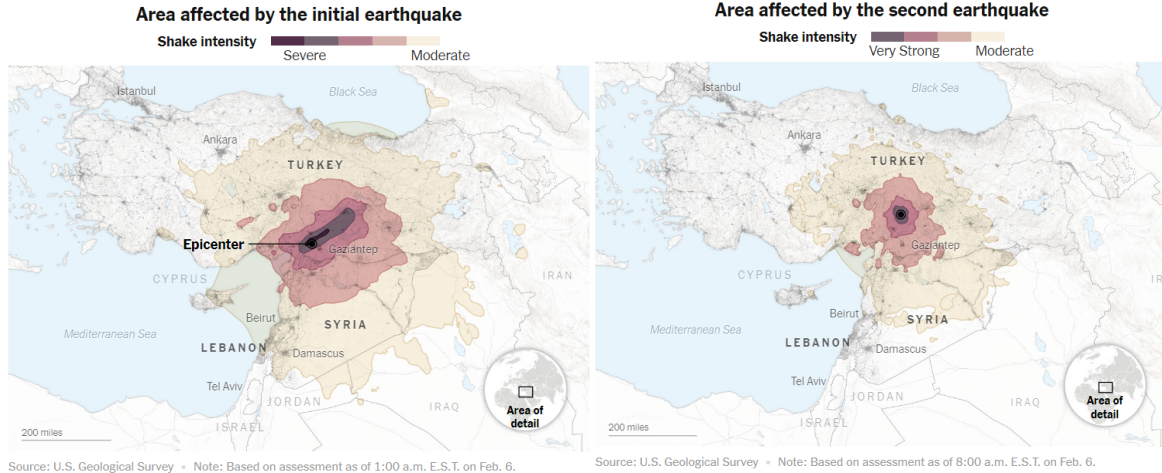 Area affected by the initial earthquake
Shake intensity
Severe
Moderate
Istanbul
Black Sea
Ankara
TURKEY
Epicenter
Gaziantep
CYPRUS
IRAN
Beirut
SYRIA
Mediterranean Sea
LEBANON
Damascus
Tel Aviv
JORDAN
IRAQ
ISRAEL
Area of
detail
200 miles
Source: U.S. Geological Survey • Note: Based on assessment as of 1:00 a.m. E.S.T. on Feb. 6.
Area affected by the second earthquake
Shake intensity
Very Strong
Moderate
Istanbul
Black Sea
Ankara
TURKEY
Gaziantep
CYPRUS
IR
Beirut
SYRIA
Mediterranean Sea
LEBANON
Damascus
Tel Aviv
JORDAN
IRAQ
ISRAEL
Area of
detail
200 miles
Source: U.S. Geological Survey • Note: Based on assessment as of 8:00 a.m. E.S.T. on Feb. 6.